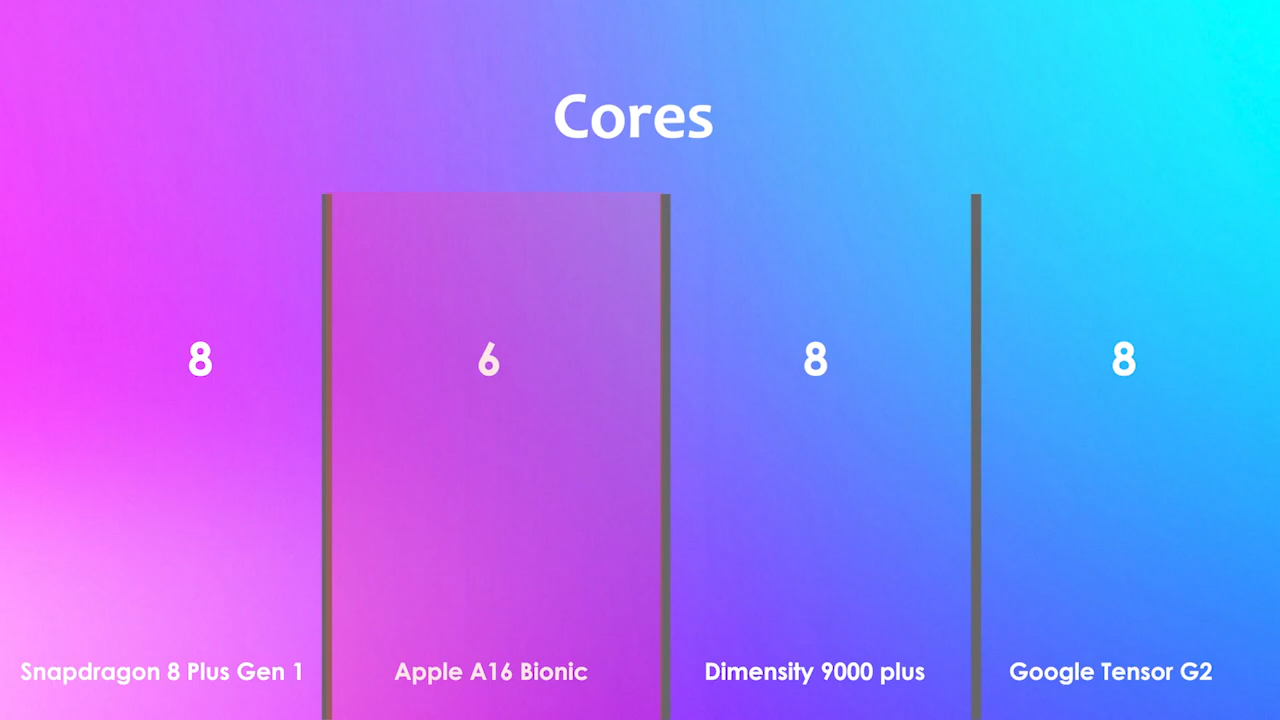 Cores
8
6
8
8
Snapdragon 8 Plus Gen 1
Apple A16 Bionic
Dimensity 9000 plus
Google Tensor G2